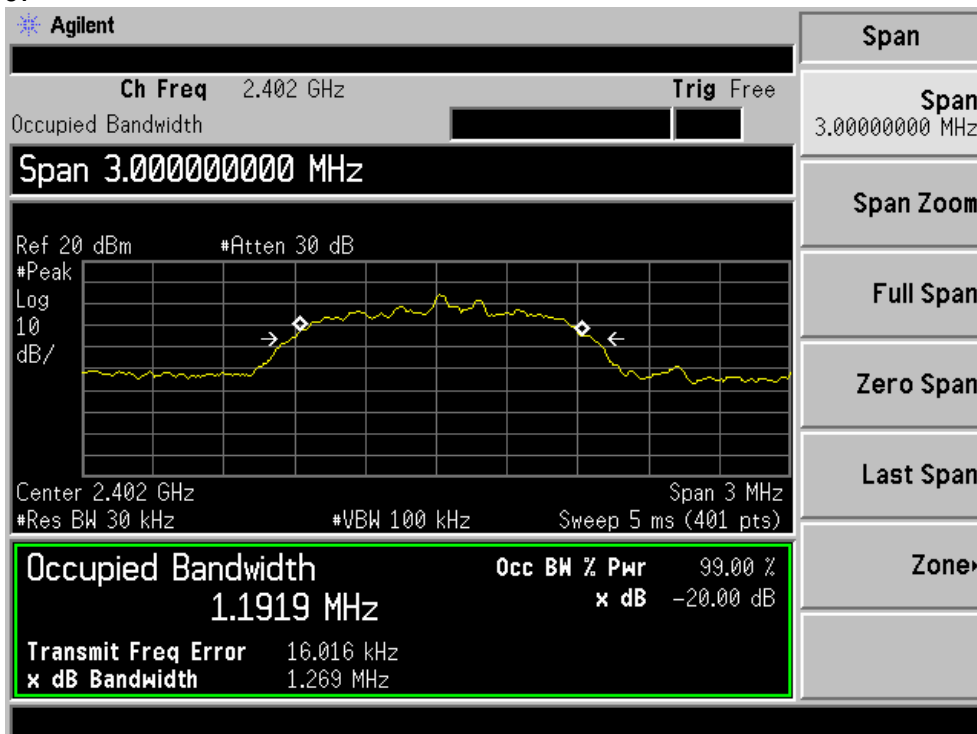 Agilent
Span
Ch Freq 2.402 GHz Trig Free
Occupied Bandwidth
Span 3.000000000 MHz
Ref 20 dBm #Atten 30 dB
#Peak
Log
10
dB/
Center 2.402 GHz Span 3 MHz
#Res BW 30 kHz #VBW 100 kHz Sweep 5 ms (401 pts)
Occupied Bandwidth Occ BW % Pwr 99.00 %
1.1919 MHz x dB -20.00 dB
Transmit Freq Error 16.016 kHz
x dB Bandwidth 1.269 MHz
Span
3.00000000 MHz
Span Zoom
Full Span
Zero Span
Last Span
Zone